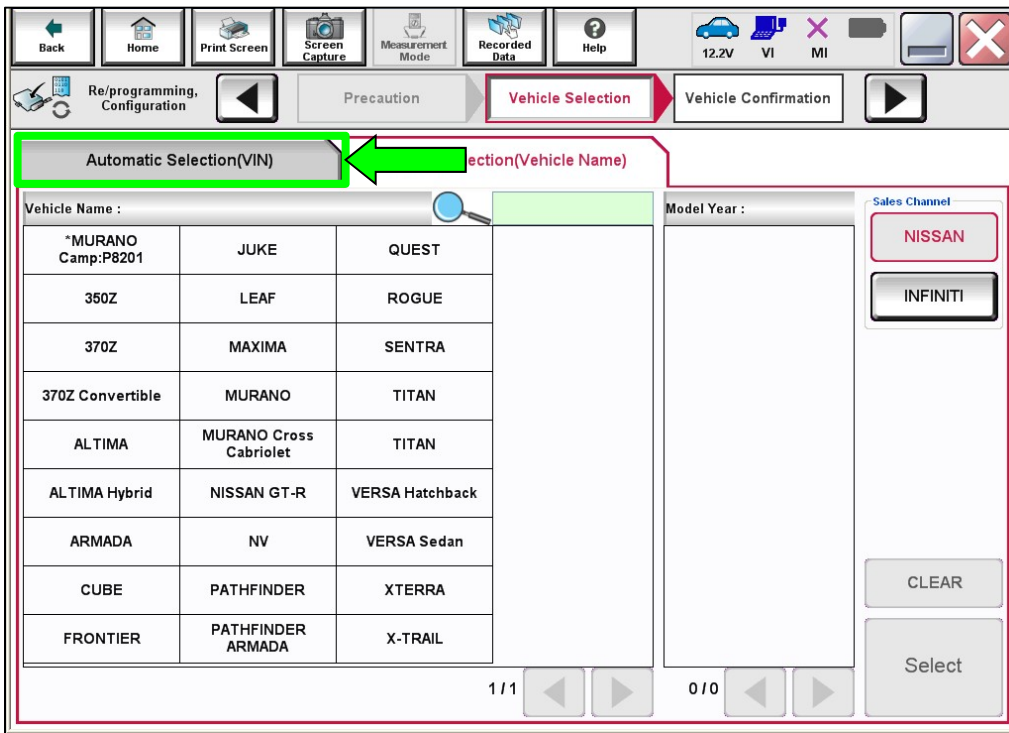 Back
Home
Print Screen
Screen
Capture
Measurement
Mode
Recorded
Data
Help
12.2V
VI
MI
Re/programming,
Configuration
Precaution
Vehicle Selection
Vehicle Confirmation
Automatic Selection(VIN)
ection(Vehicle Name)
Vehicle Name :
Model Year :
Sales Channel
*MURANO
Camp:P8201
JUKE
QUEST
NISSAN
350Z
LEAF
ROGUE
INFINITI
370Z
MAXIMA
SENTRA
370Z Convertible
MURANO
TITAN
ALTIMA
MURANO Cross
Cabriolet
TITAN
ALTIMA Hybrid
NISSAN GT-R
VERSA Hatchback
ARMADA
NV
VERSA Sedan
CUBE
PATHFINDER
XTERRA
CLEAR
FRONTIER
PATHFINDER
ARMADA
X-TRAIL
Select
1/1
0/0